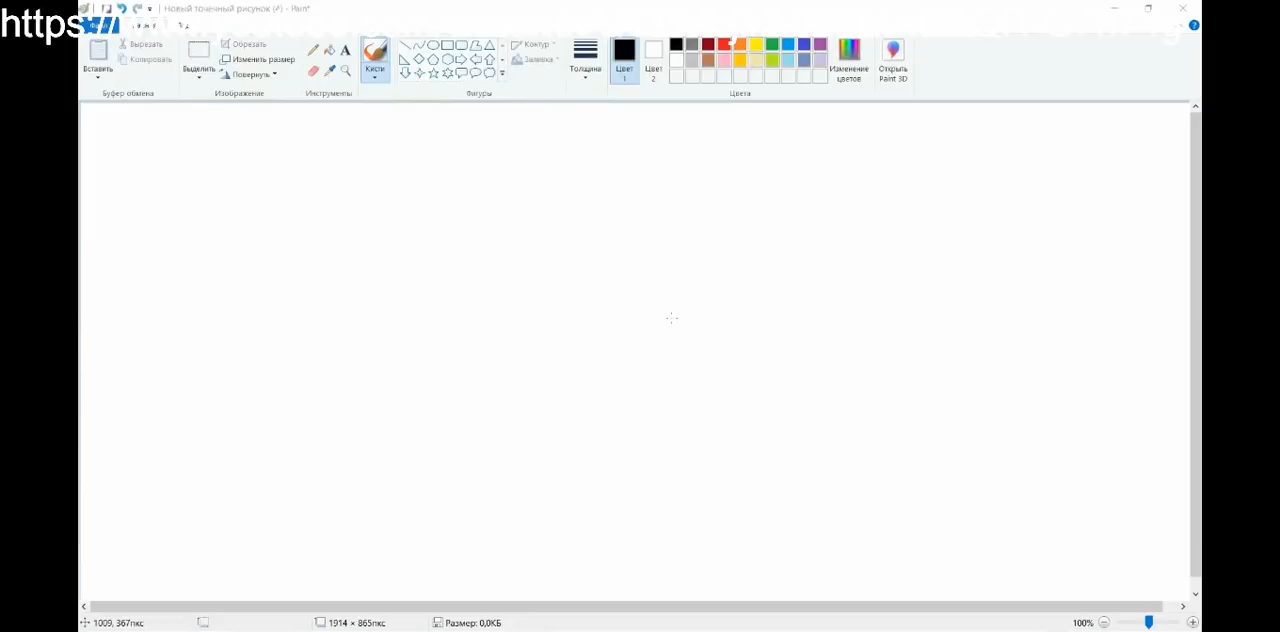 https://
Новый точечный рисунок (4) - Paint
Вставить
Вырезать
Копировать
Буфер обмена
Выделить
Обрезать
Изменить размер
Повернуть
Изображение
A
Инструменты
Кисти
Контур
Заливка
Фигуры
Толщина
Цвет
1
Цвет
2
Цвета
Изменение
цветов
Открыть
Paint 3D
1009, 367пкс
1914 × 865пкс
Размер: 0,0КБ
100%